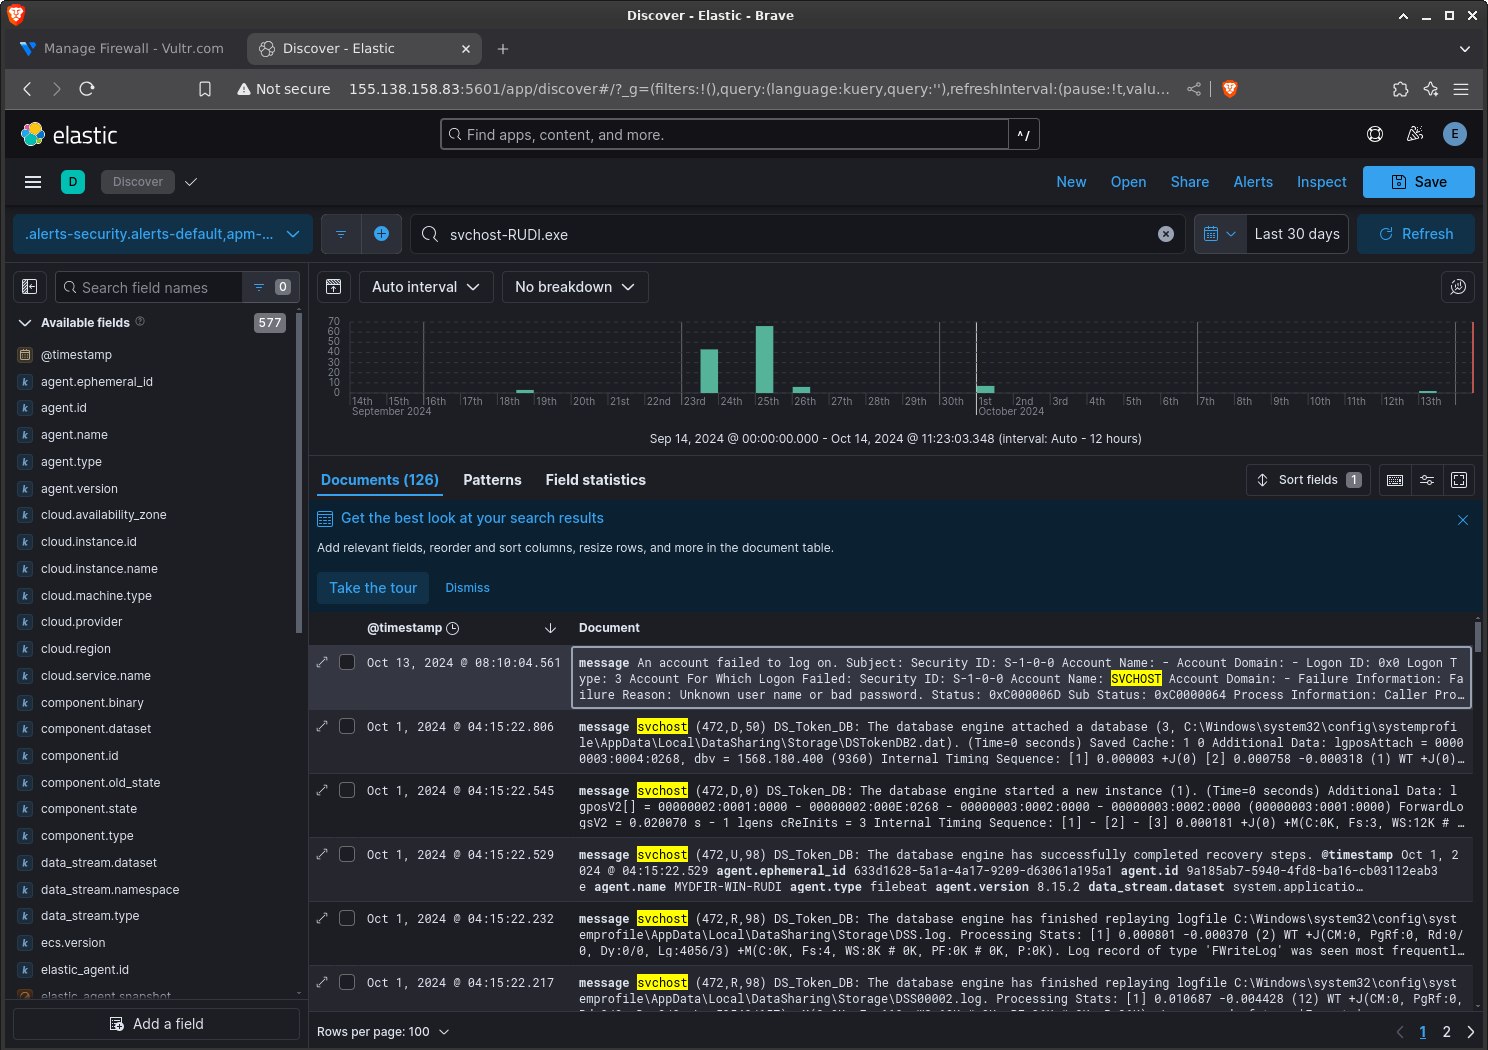 Discover - Elastic - Brave
Manage Firewall - Vultr.com
Discover - Elastic
Not secure
155.138.158.83:5601/app/discover#/?_g=(filters:!(),query:(language:kuery,query:''),refreshInterval:(pause:!t,valu...
elastic
Find apps, content, and more.
^/
E
D
Discover
New
Open
Share
Alerts
Inspect
Save
.alerts-security.alerts-default,apm-...
svchost-RUDI.exe
Last 30 days
Refresh
Search field names
0
Auto interval
No breakdown
Available fields
577
@timestamp
k agent.ephemeral_id
k agent.id
k agent.name
k agent.type
k agent.version
k cloud.availability_zone
k cloud.instance.id
k cloud.instance.name
k cloud.machine.type
k cloud.provider
k cloud.region
k cloud.service.name
k component.binary
k component.dataset
k component.id
k component.old_state
k component.state
k component.type
k data_stream.dataset
k data_stream.namespace
k data_stream.type
k ecs.version
k elastic_agent.id
elastic_agent.snapshot
Add a field
70
60
50
40
30
20
10
0
14th 15th 16th 17th 18th 19th 20th 21st 22nd 23rd 24th 25th 26th 27th 28th 29th 30th 1st 2nd 3rd 4th 5th 6th 7th 8th 9th 10th 11th 12th 13th
September 2024
October 2024
Sep 14, 2024 @ 00:00:00.000 - Oct 14, 2024 @ 11:23:03.348 (interval: Auto - 12 hours)
Documents (126)
Patterns
Field statistics
Sort fields 1
Get the best look at your search results
Add relevant fields, reorder and sort columns, resize rows, and more in the document table.
Take the tour
Dismiss
@timestamp
Document
Oct 13, 2024 @ 08:10:04.561
message An account failed to log on. Subject: Security ID: S-1-0-0 Account Name: - Account Domain: - Logon ID: 0x0 Logon T
ype: 3 Account For Which Logon Failed: Security ID: S-1-0-0 Account Name: SVCHOST Account Domain: - Failure Information: Fa
ilure Reason: Unknown user name or bad password. Status: 0xC000006D Sub Status: 0xC0000064 Process Information: Caller Pro…
Oct 1, 2024 @ 04:15:22.806
message svchost (472,D,50) DS_Token_DB: The database engine attached a database (3, C:\Windows\system32\config\systemprofi
le\AppData\Local\DataSharing\Storage\DSTokenDB2.dat). (Time=0 seconds) Saved Cache: 1 0 Additional Data: lgposAttach = 0000
0003:0004:0268, dbv = 1568.180.400 (9360) Internal Timing Sequence: [1] 0.000003 +J(0) [2] 0.000758 -0.000318 (1) WT +J(0)…
Oct 1, 2024 @ 04:15:22.545
message svchost (472,D,0) DS_Token_DB: The database engine started a new instance (1). (Time=0 seconds) Additional Data: l
gposV2[] = 00000002:0001:0000 - 00000002:000E:0268 - 00000003:0002:0000 - 00000003:0002:0000 (00000003:0001:0000) ForwardLo
gsV2 = 0.020070 s - 1 lgens cReInits = 3 Internal Timing Sequence: [1] - [2] - [3] 0.000181 +J(0) +M(C:0K, Fs:3, WS:12K # …
Oct 1, 2024 @ 04:15:22.529
message svchost (472,U,98) DS_Token_DB: The database engine has successfully completed recovery steps. @timestamp Oct 1, 2
024 @ 04:15:22.529 agent.ephemeral_id 633d1628-5a1a-4a17-9209-d63061a195a1 agent.id 9a185ab7-5940-4fd8-ba16-cb03112eab3
e agent.name MYDFIR-WIN-RUDI agent.type filebeat agent.version 8.15.2 data_stream.dataset system.applicatio…
Oct 1, 2024 @ 04:15:22.232
message svchost (472,R,98) DS_Token_DB: The database engine has finished replaying logfile C:\Windows\system32\config\syst
emprofile\AppData\Local\DataSharing\Storage\DSS.log. Processing Stats: [1] 0.000801 -0.000370 (2) WT +J(CM:0, PgRf:0, Rd:0/
0, Dy:0/0, Lg:4056/3) +M(C:0K, Fs:4, WS:8K # 0K, PF:0K # 0K, P:0K). Log record of type 'FWriteLog' was seen most frequentl…
Oct 1, 2024 @ 04:15:22.217
message svchost (472,R,98) DS_Token_DB: The database engine has finished replaying logfile C:\Windows\system32\config\syst
emprofile\AppData\Local\DataSharing\Storage\DSS00002.log. Processing Stats: [1] 0.010687 -0.004428 (12) WT +J(CM:0, PgRf:0,
Rows per page: 100
1
2